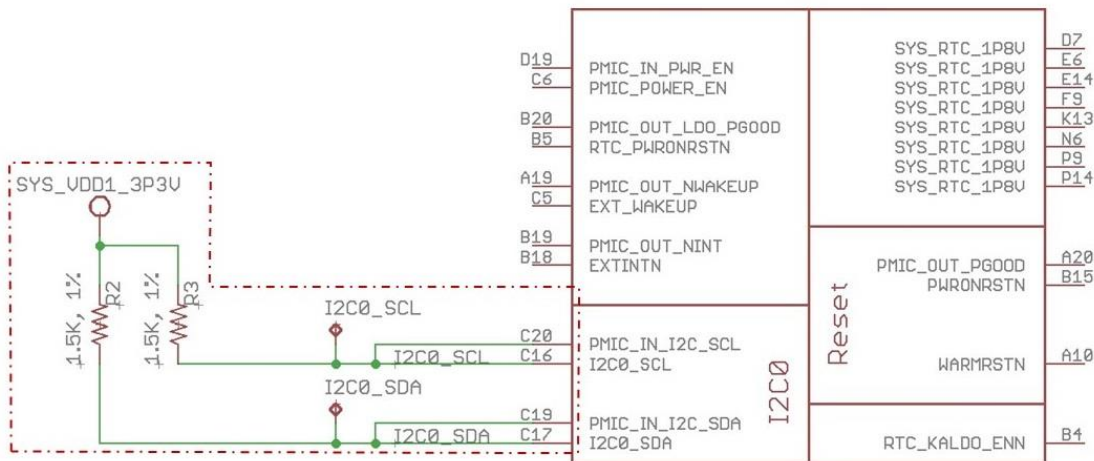 SYS_VDD1_3P3V
1.5K, 1%
R2
1.5K, 1%
R3
I2C0_SCL
I2C0_SCL
I2C0_SDA
I2C0_SDA
D19 PMIC_IN_PWR_EN
C6 PMIC_POWER_EN
B20 PMIC_OUT_LDO_PGOOD
B5 RTC_PWRONRSTN
A19 PMIC_OUT_NWAKEUP
C5 EXT_WAKEUP
B19 PMIC_OUT_NINT
B18 EXTINTN
C20 PMIC_IN_I2C_SCL
C16 I2C0_SCL
C19 PMIC_IN_I2C_SDA
C17 I2C0_SDA
I2C0
SYS_RTC_1P8V D7
SYS_RTC_1P8V E6
SYS_RTC_1P8V E14
SYS_RTC_1P8V F9
SYS_RTC_1P8V K13
SYS_RTC_1P8V N6
SYS_RTC_1P8V P9
SYS_RTC_1P8V P14
Reset
PMIC_OUT_PGOOD A20
PWRONRSTN B15
WARMRSTN A10
RTC_KALDO_ENN B4